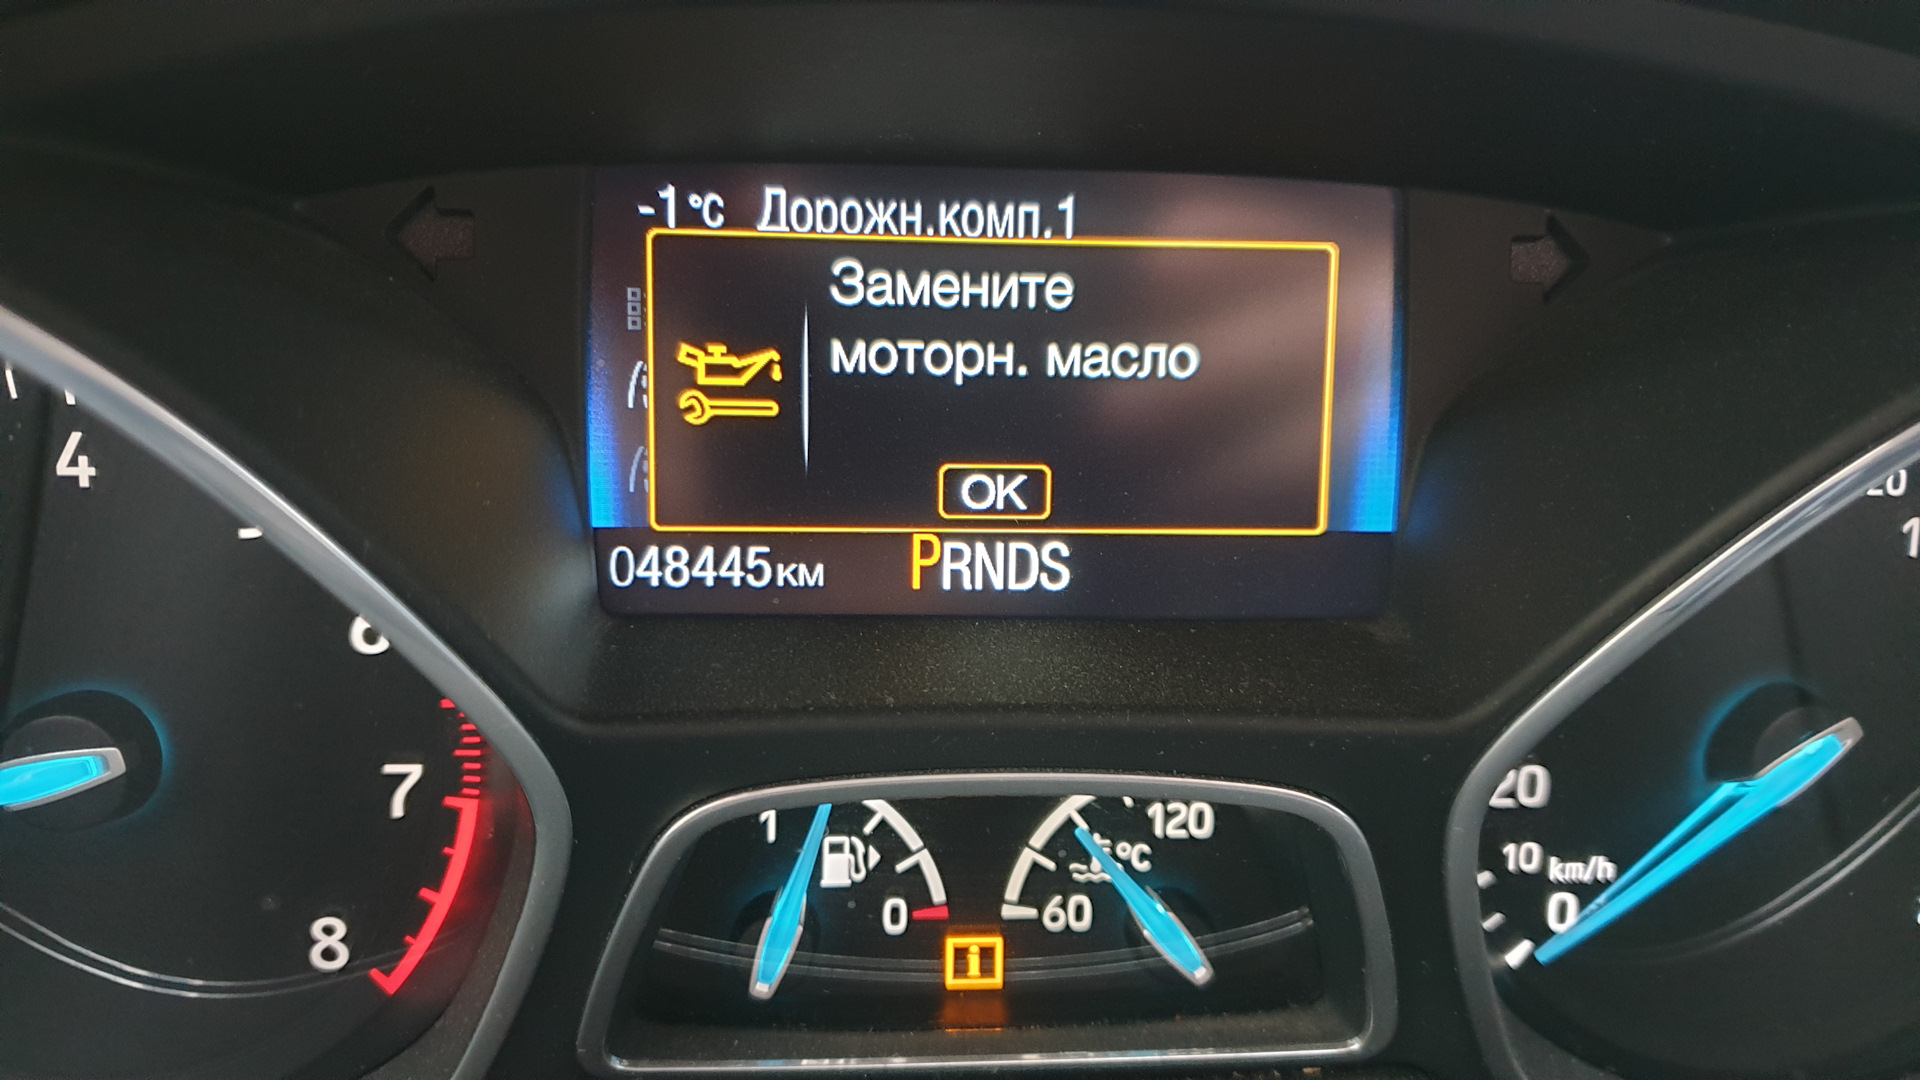 -1°C Дорожн.комп.1
Замените
моторн. масло
OK
048445км PRNDS
4
6
7
8
1
0
60
120
°C
20
10 km/h
0